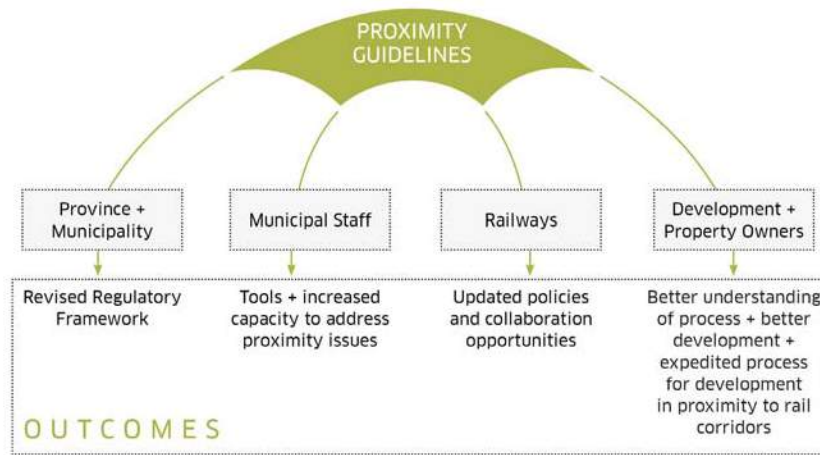 PROXIMITY
GUIDELINES
Province +
Municipality
Municipal Staff
Railways
Development +
Property Owners
Revised Regulatory
Framework
Tools + increased
capacity to address
proximity issues
Updated policies
and collaboration
opportunities
Better understanding
of process + better
development +
expedited process
for development
in proximity to rail
corridors
OUTCOMES